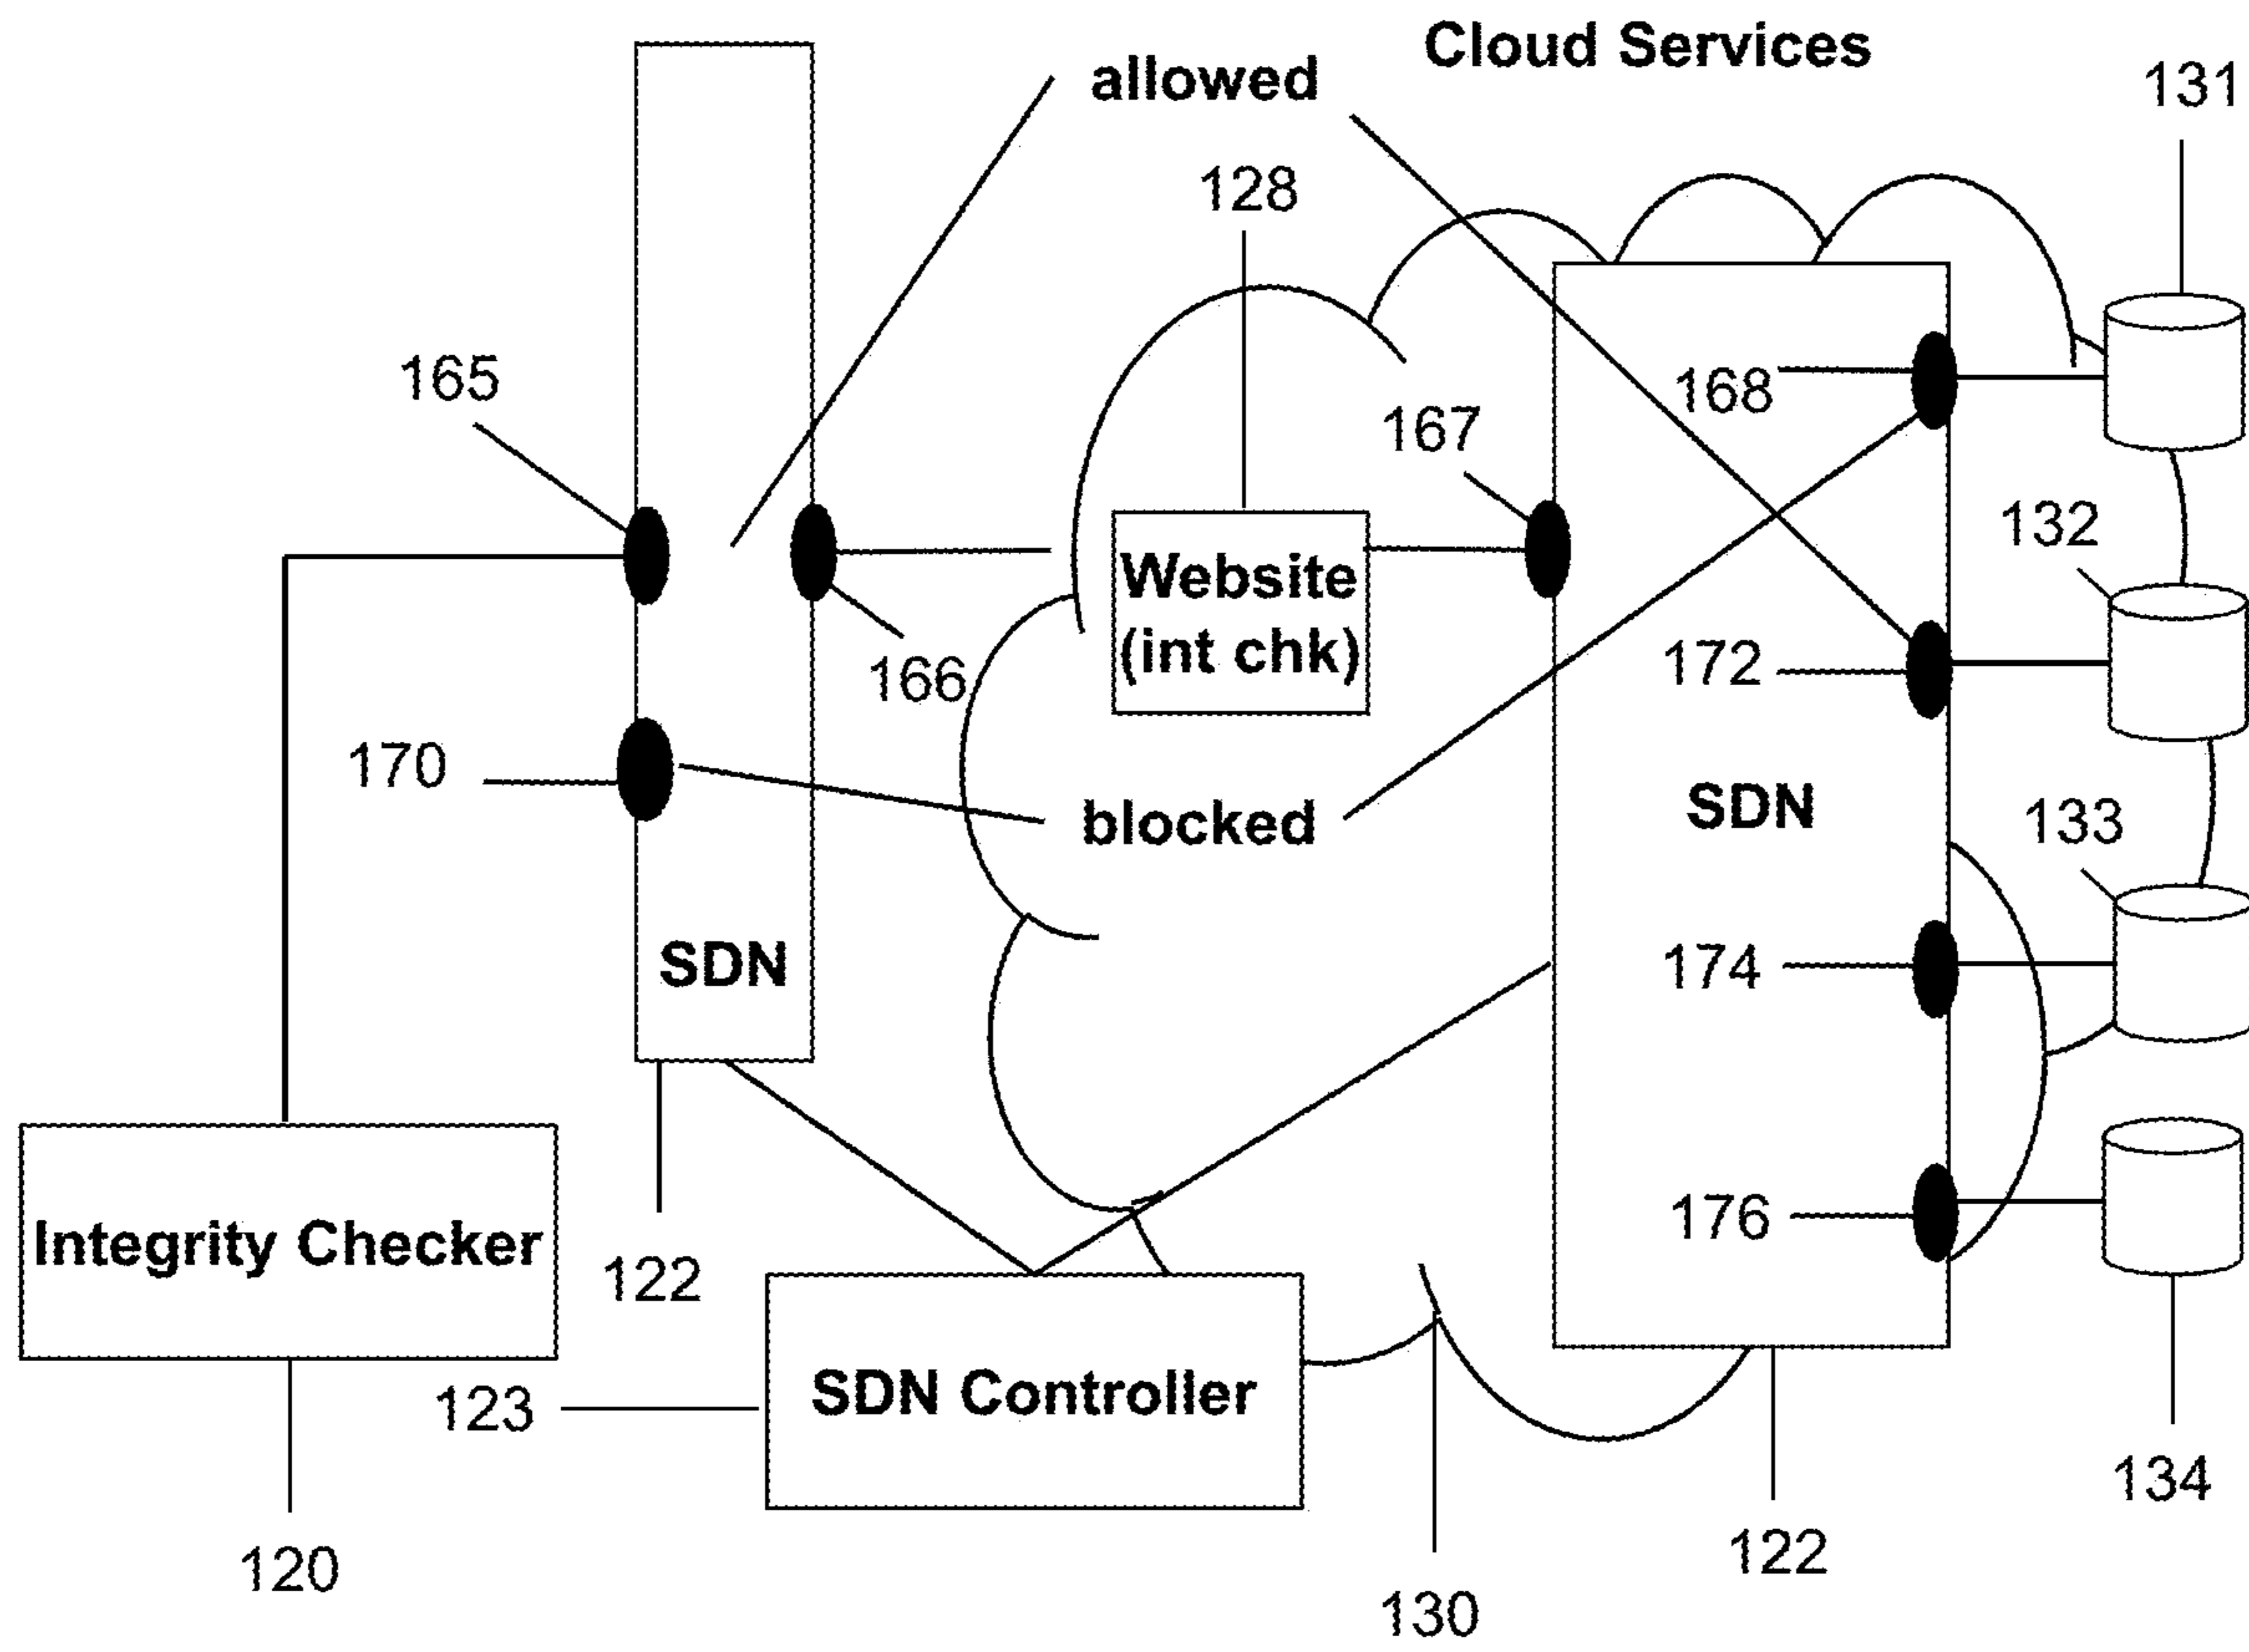 Cloud Services
allowed
131
128
165
168
167
132
Website
(int chk)
166
172
170
blocked
SDN
133
SDN
174
176
Integrity Checker
122
SDN Controller
123
134
120
122
130